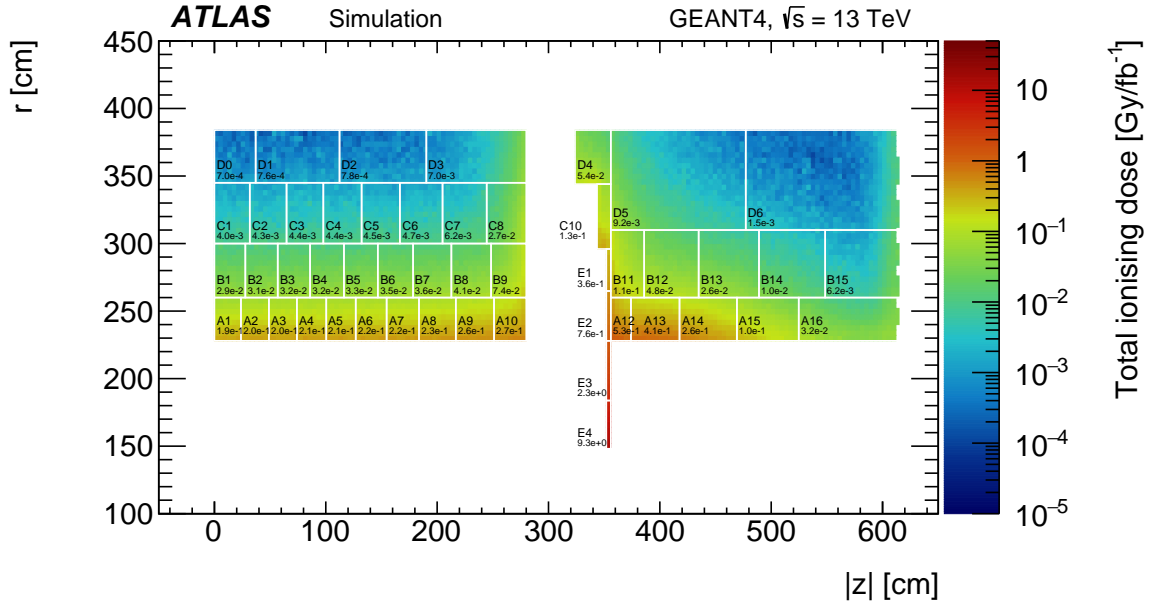 ATLAS Simulation GEANT4, √s = 13 TeV
r [cm]
Total ionising dose [Gy/fb⁻¹]
450
400
350
300
250
200
150
100
D0 D1 D2 D3 D4
7.0e-4 7.6e-4 7.8e-4 7.0e-3 5.4e-2
D5 D6
9.2e-3 1.5e-3
C1 C2 C3 C4 C5 C6 C7 C8 C10
4.0e-3 4.3e-3 4.4e-3 4.4e-3 4.5e-3 4.7e-3 6.2e-3 2.7e-2 1.3e-1
B1 B2 B3 B4 B5 B6 B7 B8 B9 E1 B11 B12 B13 B14 B15
2.9e-2 3.1e-2 3.2e-2 3.2e-2 3.3e-2 3.5e-2 3.6e-2 4.1e-2 7.4e-2 3.6e-1 1.1e-1 4.8e-2 2.6e-2 1.0e-2 6.2e-3
A1 A2 A3 A4 A5 A6 A7 A8 A9 A10 E2 A12 A13 A14 A15 A16
1.9e-1 2.0e-1 2.0e-1 2.1e-1 2.1e-1 2.2e-1 2.2e-1 2.3e-1 2.6e-1 2.7e-1 7.6e-1 5.3e-1 4.1e-1 2.6e-1 1.0e-1 3.2e-2
E3
2.3e+0
E4
9.3e+0
0 100 200 300 400 500 600
|z| [cm]
10
1
10⁻¹
10⁻²
10⁻³
10⁻⁴
10⁻⁵